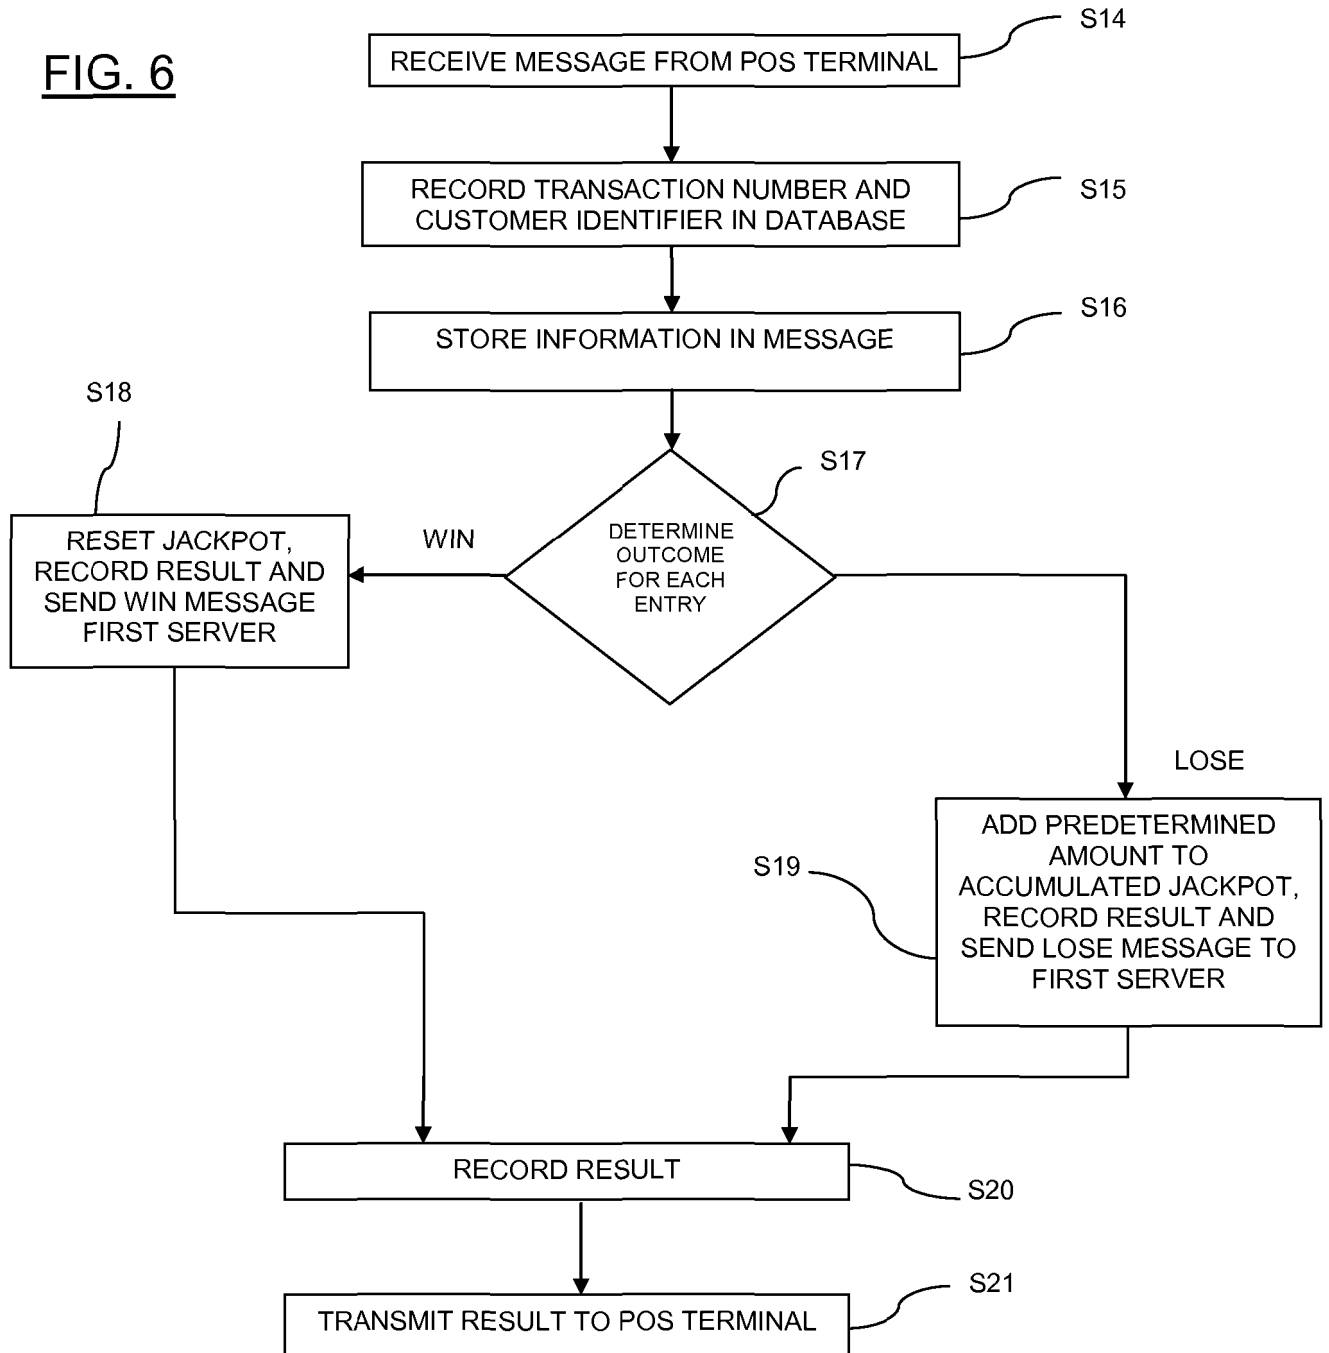 FIG. 6
S14
RECEIVE MESSAGE FROM POS TERMINAL
RECORD TRANSACTION NUMBER AND
CUSTOMER IDENTIFIER IN DATABASE
S15
STORE INFORMATION IN MESSAGE
S16
S18
S17
RESET JACKPOT,
RECORD RESULT AND
SEND WIN MESSAGE
FIRST SERVER
WIN
DETERMINE
OUTCOME
FOR EACH
ENTRY
LOSE
S19
ADD PREDETERMINED
AMOUNT TO
ACCUMULATED JACKPOT,
RECORD RESULT AND
SEND LOSE MESSAGE TO
FIRST SERVER
RECORD RESULT
S20
S21
TRANSMIT RESULT TO POS TERMINAL